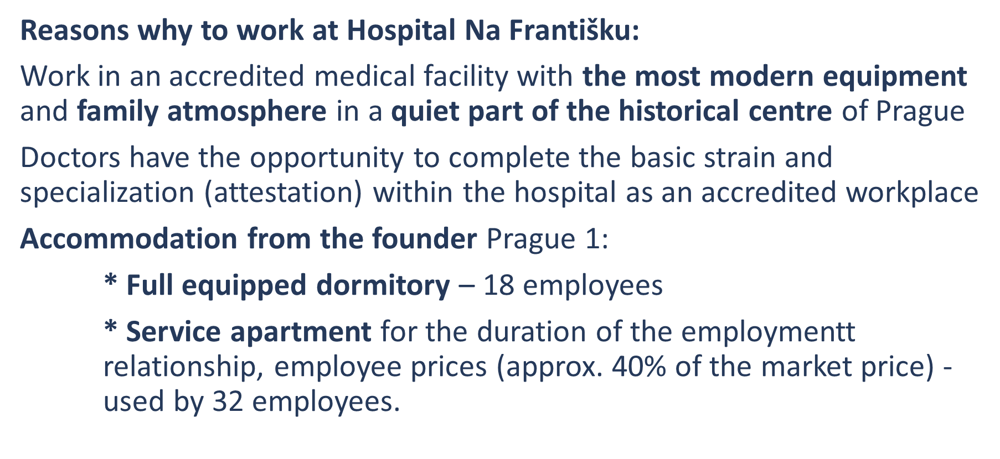 Reasons why to work at Hospital Na Františku:
Work in an accredited medical facility with the most modern equipment
and family atmosphere in a quiet part of the historical centre of Prague
Doctors have the opportunity to complete the basic strain and
specialization (attestation) within the hospital as an accredited workplace
Accommodation from the founder Prague 1:
* Full equipped dormitory – 18 employees
* Service apartment for the duration of the employmentt
relationship, employee prices (approx. 40% of the market price) -
used by 32 employees.